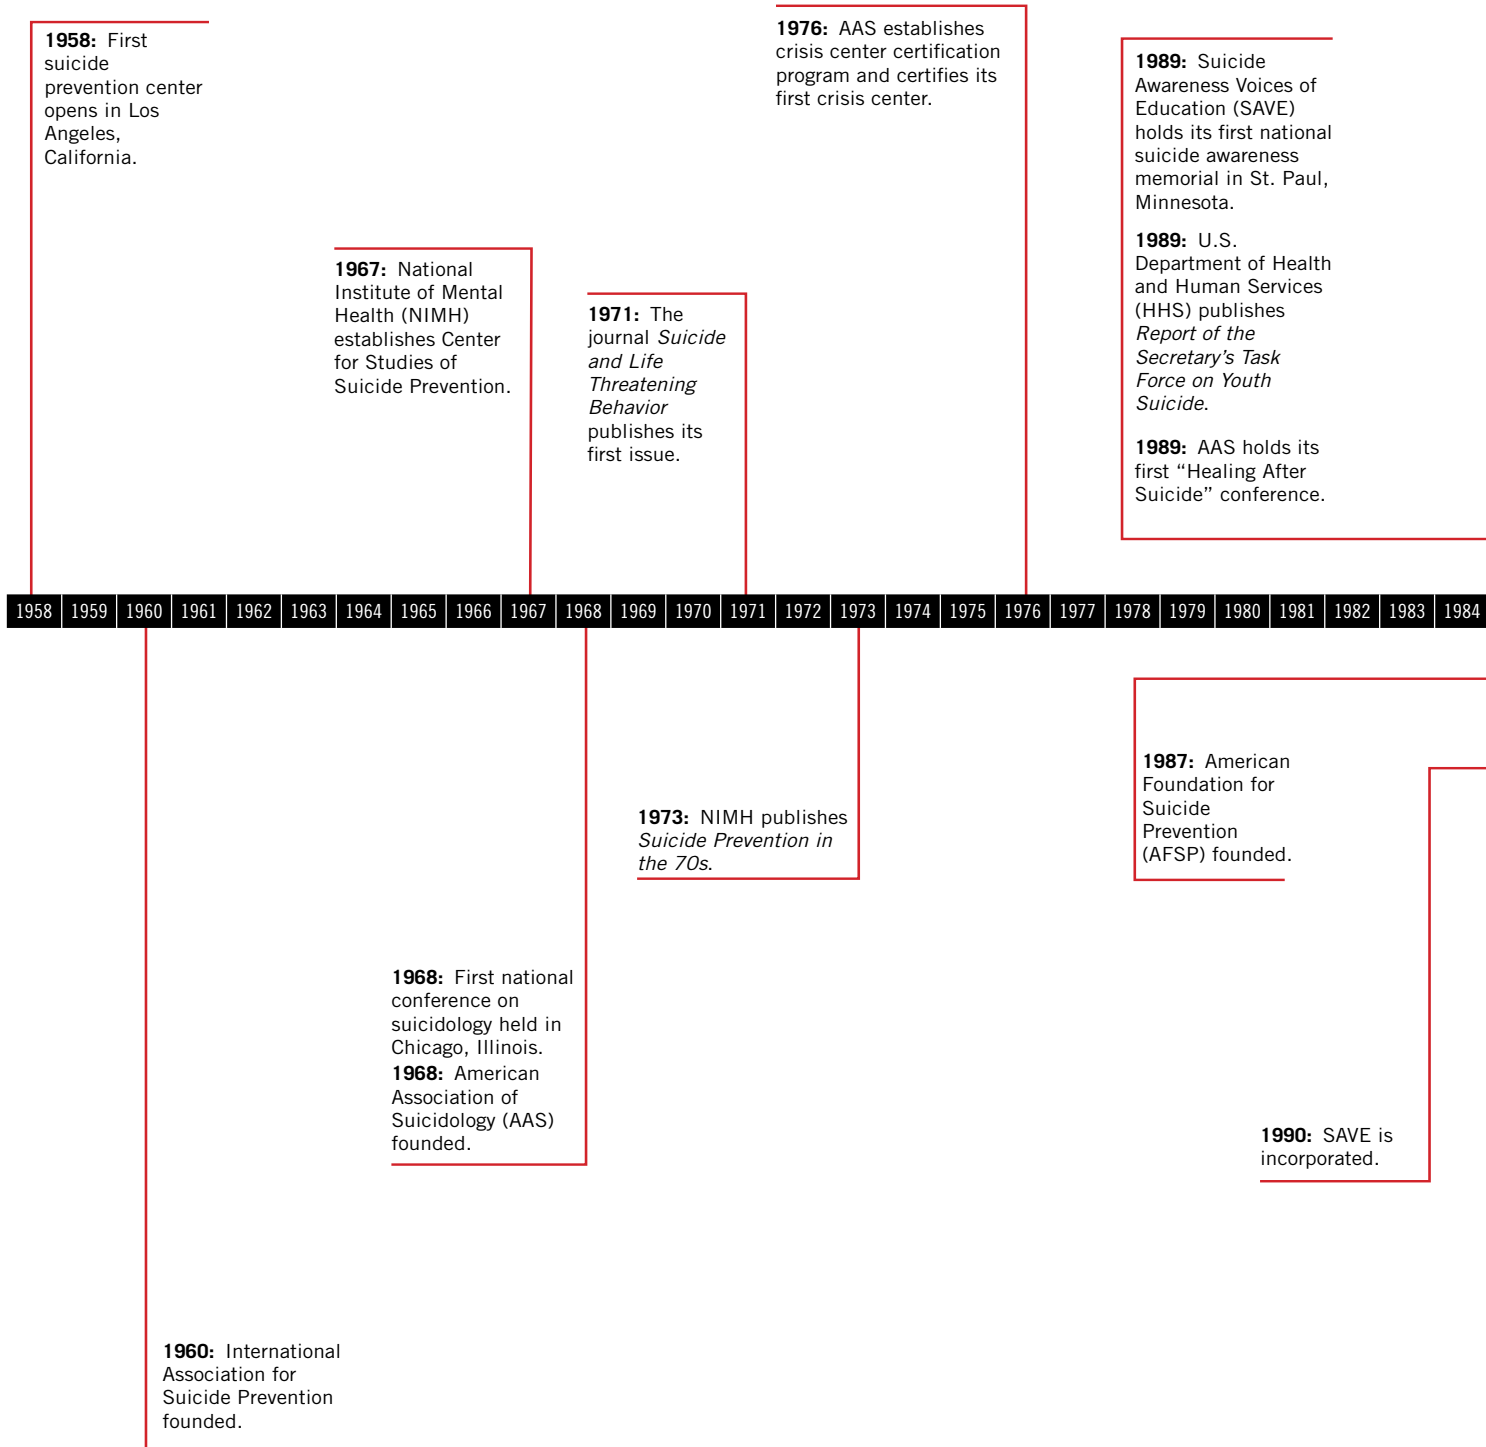 1958: First
suicide
prevention center
opens in Los
Angeles,
California.
1976: AAS establishes
crisis center certification
program and certifies its
first crisis center.
1989: Suicide
Awareness Voices of
Education (SAVE)
holds its first national
suicide awareness
memorial in St. Paul,
Minnesota.
1989: U.S.
Department of Health
and Human Services
(HHS) publishes
Report of the
Secretary’s Task
Force on Youth
Suicide.
1989: AAS holds its
first “Healing After
Suicide” conference.
1967: National
Institute of Mental
Health (NIMH)
establishes Center
for Studies of
Suicide Prevention.
1971: The
journal Suicide
and Life
Threatening
Behavior
publishes its
first issue.
1958 1959 1960 1961 1962 1963 1964 1965 1966 1967 1968 1969 1970 1971 1972 1973 1974 1975 1976 1977 1978 1979 1980 1981 1982 1983 1984
1987: American
Foundation for
Suicide
Prevention
(AFSP) founded.
1973: NIMH publishes
Suicide Prevention in
the 70s.
1968: First national
conference on
suicidology held in
Chicago, Illinois.
1968: American
Association of
Suicidology (AAS)
founded.
1990: SAVE is
incorporated.
1960: International
Association for
Suicide Prevention
founded.